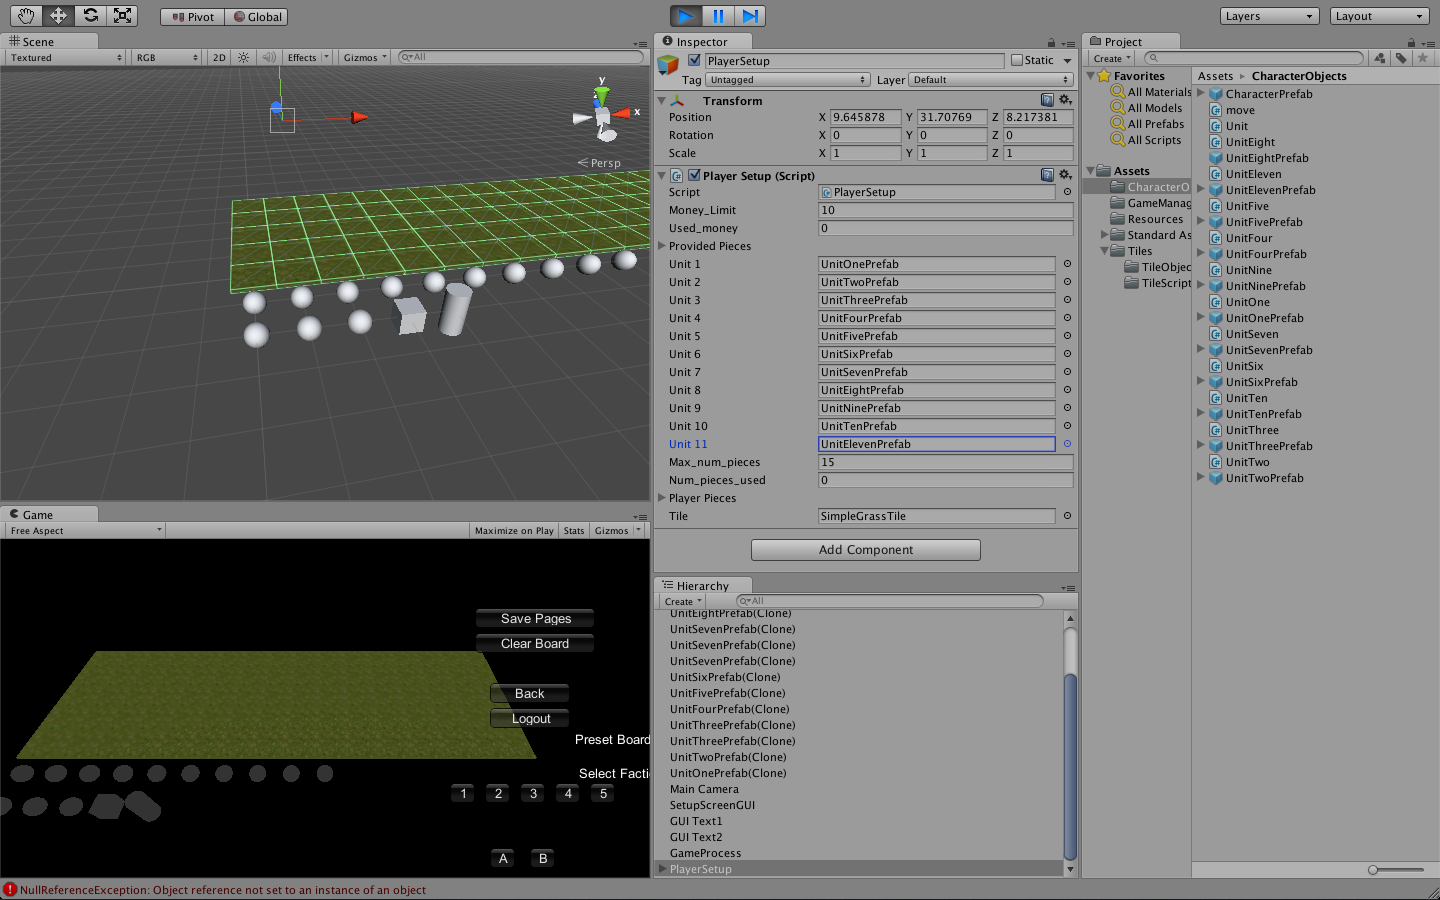 Pivot Global Layers Layout
Scene
Textured RGB 2D Effects Gizmos All
y
x
Persp
Game
Free Aspect Maximize on Play Stats Gizmos
Save Pages
Clear Board
Back
Logout
Preset Board
Select Facti
1 2 3 4 5
A B
Inspector
PlayerSetup Static
Tag Untagged Layer Default
Transform
Position X 9.645878 Y 31.70769 Z 8.217381
Rotation X 0 Y 0 Z 0
Scale X 1 Y 1 Z 1
Player Setup (Script)
Script PlayerSetup
Money_Limit 10
Used_money 0
Provided Pieces
Unit 1 UnitOnePrefab
Unit 2 UnitTwoPrefab
Unit 3 UnitThreePrefab
Unit 4 UnitFourPrefab
Unit 5 UnitFivePrefab
Unit 6 UnitSixPrefab
Unit 7 UnitSevenPrefab
Unit 8 UnitEightPrefab
Unit 9 UnitNinePrefab
Unit 10 UnitTenPrefab
Unit 11 UnitElevenPrefab
Max_num_pieces 15
Num_pieces_used 0
Player Pieces
Tile SimpleGrassTile
Add Component
Hierarchy
Create All
UnitEightPrefab(Clone)
UnitSevenPrefab(Clone)
UnitSevenPrefab(Clone)
UnitSevenPrefab(Clone)
UnitSixPrefab(Clone)
UnitFivePrefab(Clone)
UnitFourPrefab(Clone)
UnitThreePrefab(Clone)
UnitThreePrefab(Clone)
UnitTwoPrefab(Clone)
UnitOnePrefab(Clone)
Main Camera
SetupScreenGUI
GUI Text1
GUI Text2
GameProcess
PlayerSetup
Project
Create
Favorites
All Materials
All Models
All Prefabs
All Scripts
Assets
CharacterO
GameManag
Resources
Standard As
Tiles
TileObjec
TileScript
Assets CharacterObjects
CharacterPrefab
move
Unit
UnitEight
UnitEightPrefab
UnitEleven
UnitElevenPrefab
UnitFive
UnitFivePrefab
UnitFour
UnitFourPrefab
UnitNine
UnitNinePrefab
UnitOne
UnitOnePrefab
UnitSeven
UnitSevenPrefab
UnitSix
UnitSixPrefab
UnitTen
UnitTenPrefab
UnitThree
UnitThreePrefab
UnitTwo
UnitTwoPrefab
NullReferenceException: Object reference not set to an instance of an object